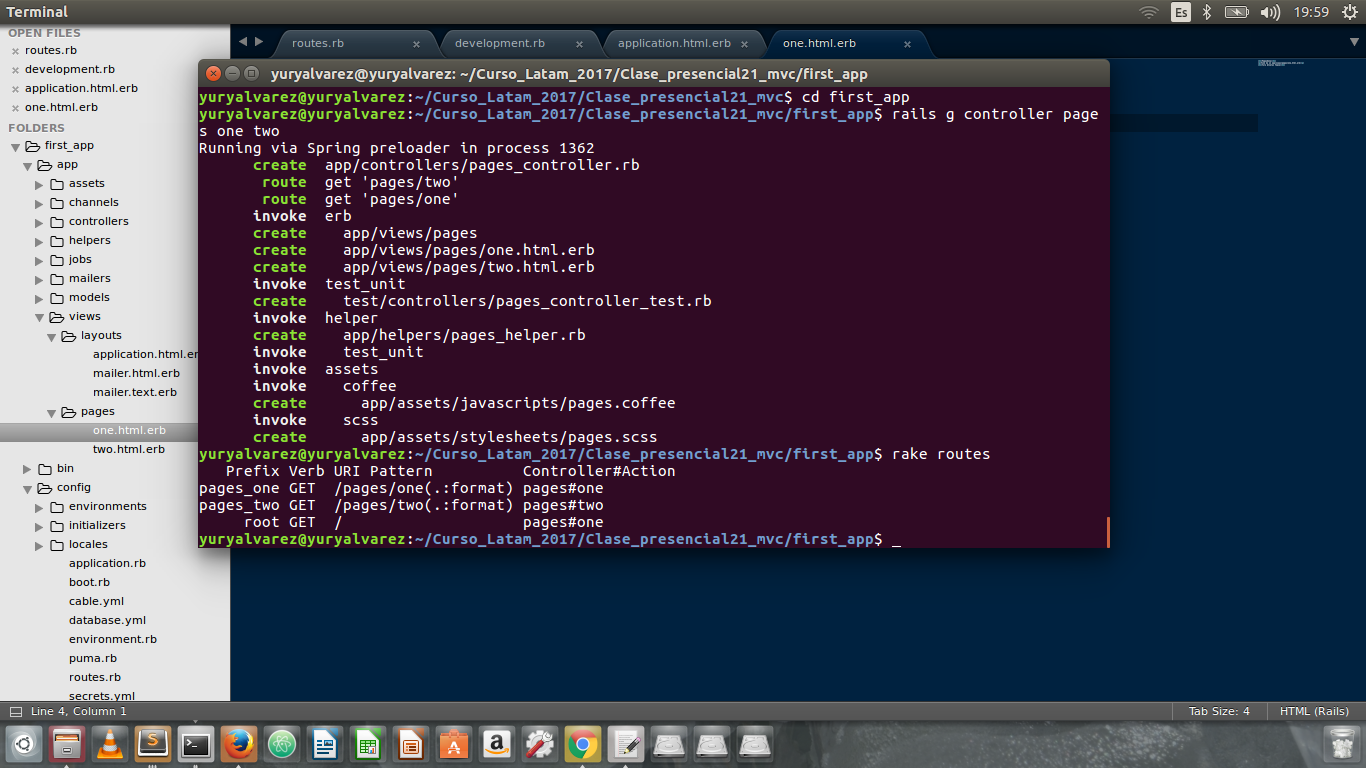 Terminal
Es
19:59
OPEN FILES
routes.rb
development.rb
application.html.erb
one.html.erb
FOLDERS
first_app
app
assets
channels
controllers
helpers
jobs
mailers
models
views
layouts
application.html.er
mailer.html.erb
mailer.text.erb
pages
one.html.erb
two.html.erb
bin
config
environments
initializers
locales
application.rb
boot.rb
cable.yml
database.yml
environment.rb
puma.rb
routes.rb
secrets.yml
routes.rb
development.rb
application.html.erb
one.html.erb
yuryalvarez@yuryalvarez: ~/Curso_Latam_2017/Clase_presencial21_mvc/first_app
yuryalvarez@yuryalvarez:~/Curso_Latam_2017/Clase_presencial21_mvc$ cd first_app
yuryalvarez@yuryalvarez:~/Curso_Latam_2017/Clase_presencial21_mvc/first_app$ rails g controller page
s one two
Running via Spring preloader in process 1362
      create  app/controllers/pages_controller.rb
       route  get 'pages/two'
       route  get 'pages/one'
      invoke  erb
      create    app/views/pages
      create    app/views/pages/one.html.erb
      create    app/views/pages/two.html.erb
      invoke  test_unit
      create    test/controllers/pages_controller_test.rb
      invoke  helper
      create    app/helpers/pages_helper.rb
      invoke    test_unit
      invoke  assets
      invoke    coffee
      create      app/assets/javascripts/pages.coffee
      invoke    scss
      create      app/assets/stylesheets/pages.scss
yuryalvarez@yuryalvarez:~/Curso_Latam_2017/Clase_presencial21_mvc/first_app$ rake routes
   Prefix Verb URI Pattern          Controller#Action
pages_one GET  /pages/one(.:format) pages#one
pages_two GET  /pages/two(.:format) pages#two
     root GET  /                    pages#one
yuryalvarez@yuryalvarez:~/Curso_Latam_2017/Clase_presencial21_mvc/first_app$ _
Line 4, Column 1
Tab Size: 4
HTML (Rails)